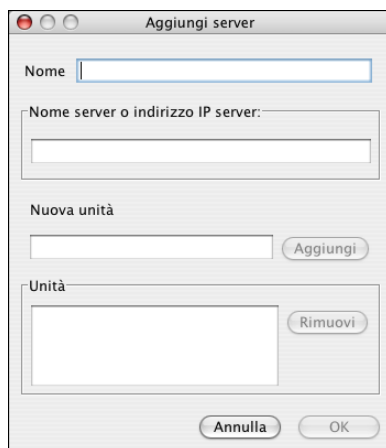 Aggiungi server
Nome
Nome server o indirizzo IP server:
Nuova unità
Aggiungi
Unità
Rimuovi
Annulla
OK